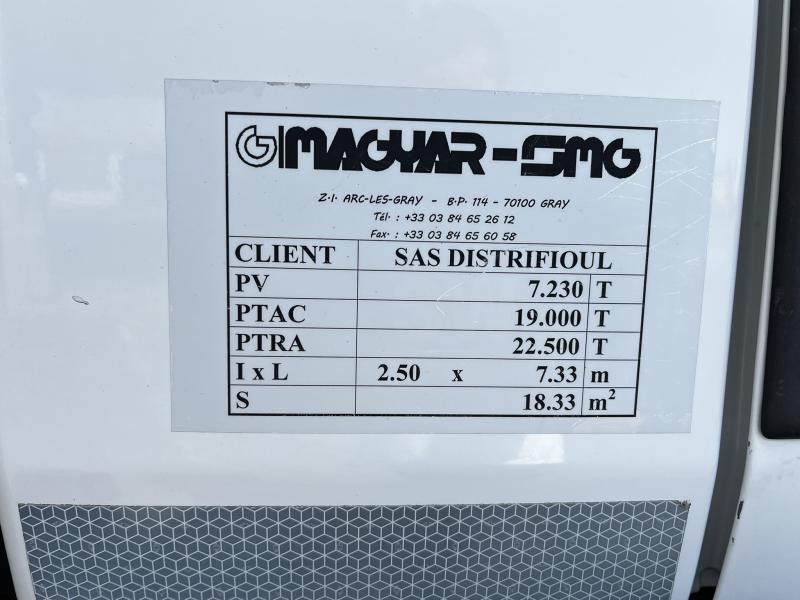 G MAGYAR-SMG
Z.I. ARC-LES-GRAY - B.P. 114 - 70100 GRAY
Tél. : +33 03 84 65 26 12
Fax. : +33 03 84 65 60 58
CLIENT SAS DISTRIFIOUL
PV 7.230 T
PTAC 19.000 T
PTRA 22.500 T
I x L 2.50 x 7.33 m
S 18.33 m²